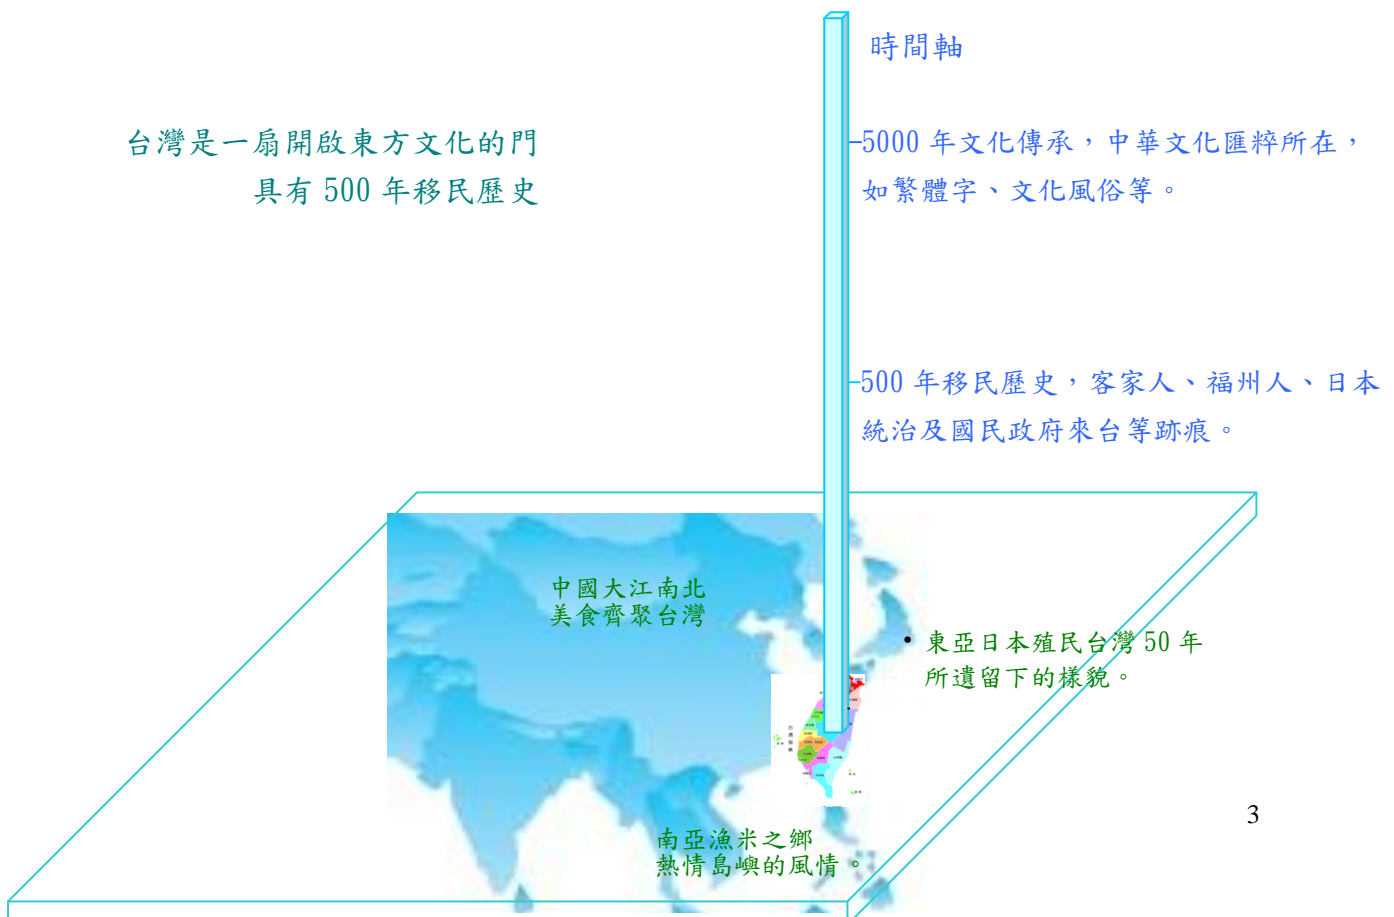 時間軸
台灣是一扇開啟東方文化的門
具有 500 年移民歷史
5000 年文化傳承，中華文化匯粹所在，
如繁體字、文化風俗等。
500 年移民歷史，客家人、福州人、日本
統治及國民政府來台等跡痕。
中國大江南北
美食齊聚台灣
• 東亞日本殖民台灣 50 年
所遺留下的樣貌。
南亞漁米之鄉
熱情島嶼的風情。
3